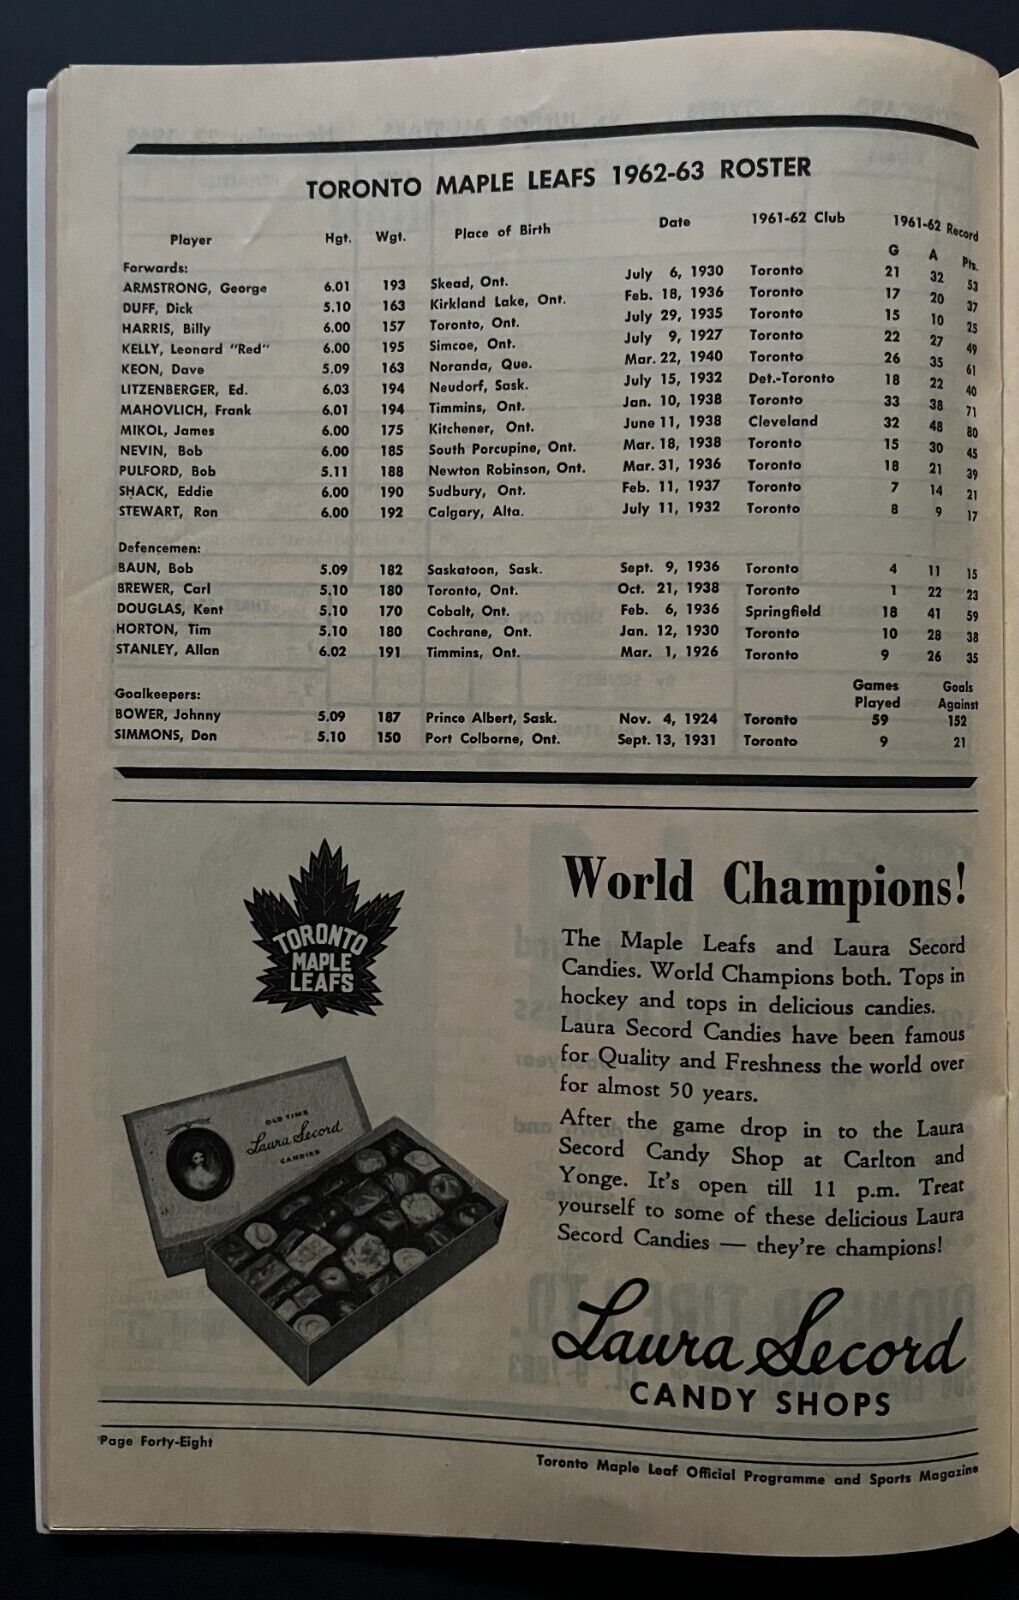 TORONTO MAPLE LEAFS 1962-63 ROSTER
Player Hgt. Wgt. Place of Birth Date 1961-62 Club 1961-62 Record
G A Pts.
Forwards:
ARMSTRONG, George 6.01 193 Skead, Ont. July 6, 1930 Toronto 21 32 53
DUFF, Dick 5.10 163 Kirkland Lake, Ont. Feb. 18, 1936 Toronto 17 20 37
HARRIS, Billy 6.00 157 Toronto, Ont. July 29, 1935 Toronto 15 10 25
KELLY, Leonard "Red" 6.00 195 Simcoe, Ont. July 9, 1927 Toronto 22 27 49
KEON, Dave 5.09 163 Noranda, Que. Mar. 22, 1940 Toronto 26 35 61
LITZENBERGER, Ed. 6.03 194 Neudorf, Sask. July 15, 1932 Det.-Toronto 18 22 40
MAHOVLICH, Frank 6.01 194 Timmins, Ont. Jan. 10, 1938 Toronto 33 38 71
MIKOL, James 6.00 175 Kitchener, Ont. June 11, 1938 Cleveland 32 48 80
NEVIN, Bob 6.00 185 South Porcupine, Ont. Mar. 18, 1938 Toronto 15 30 45
PULFORD, Bob 5.11 188 Newton Robinson, Ont. Mar. 31, 1936 Toronto 18 21 39
SHACK, Eddie 6.00 190 Sudbury, Ont. Feb. 11, 1937 Toronto 7 14 21
STEWART, Ron 6.00 192 Calgary, Alta. July 11, 1932 Toronto 8 9 17
Defencemen:
BAUN, Bob 5.09 182 Saskatoon, Sask. Sept. 9, 1936 Toronto 4 11 15
BREWER, Carl 5.10 180 Toronto, Ont. Oct. 21, 1938 Toronto 1 22 23
DOUGLAS, Kent 5.10 170 Cobalt, Ont. Feb. 6, 1936 Springfield 18 41 59
HORTON, Tim 5.10 180 Cochrane, Ont. Jan. 12, 1930 Toronto 10 28 38
STANLEY, Allan 6.02 191 Timmins, Ont. Mar. 1, 1926 Toronto 9 26 35
Goalkeepers: Games Played Goals Against
BOWER, Johnny 5.09 187 Prince Albert, Sask. Nov. 4, 1924 Toronto 59 152
SIMMONS, Don 5.10 150 Port Colborne, Ont. Sept. 13, 1931 Toronto 9 21
TORONTO
MAPLE
LEAFS
OLD TIME
Laura Secord
CANDIES
World Champions!
The Maple Leafs and Laura Secord
Candies. World Champions both. Tops in
hockey and tops in delicious candies.
Laura Secord Candies have been famous
for Quality and Freshness the world over
for almost 50 years.
After the game drop in to the Laura
Secord Candy Shop at Carlton and
Yonge. It's open till 11 p.m. Treat
yourself to some of these delicious Laura
Secord Candies — they're champions!
Laura Secord
CANDY SHOPS
Page Forty-Eight
Toronto Maple Leaf Official Programme and Sports Magazine